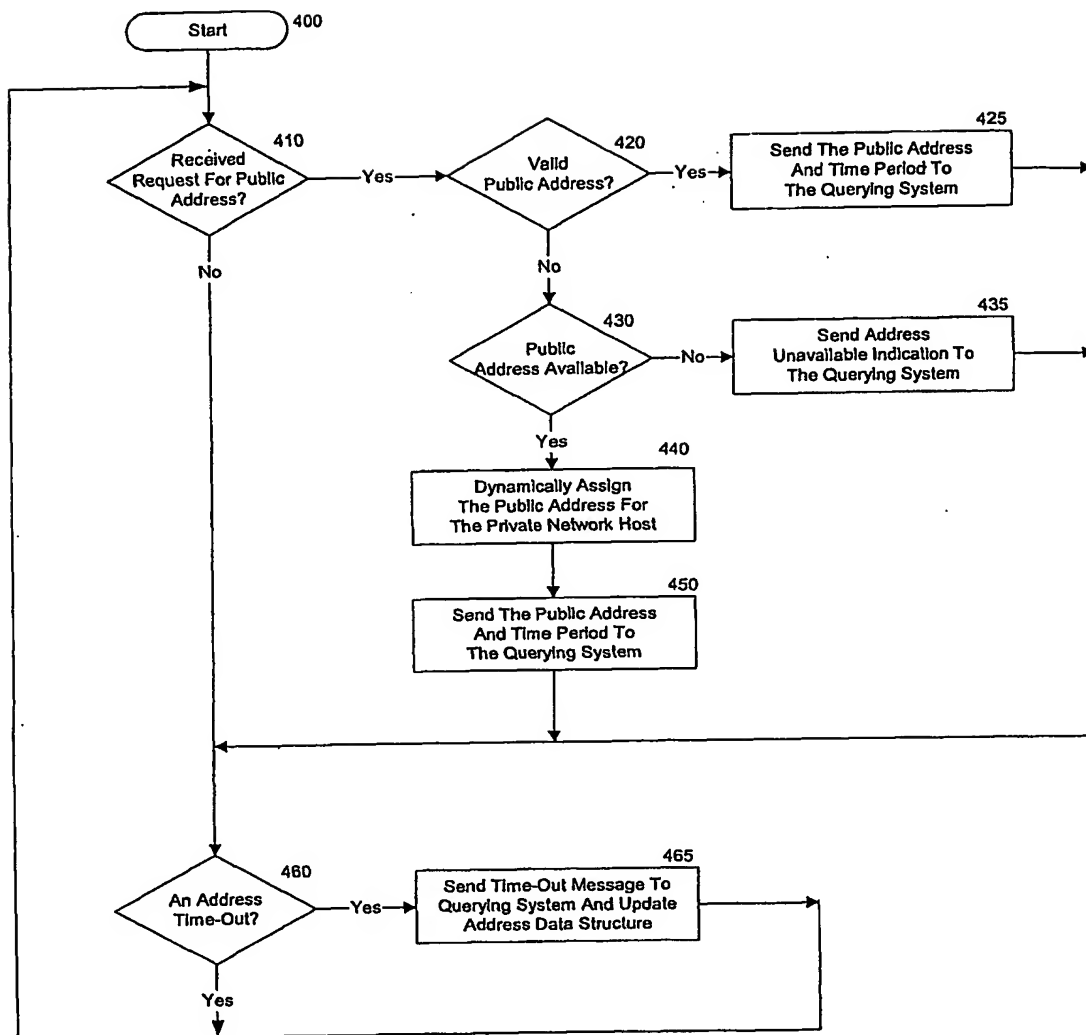 Start
400
Received
Request For Public
Address?
410
Yes
Valid
Public Address?
420
Yes
425
Send The Public Address
And Time Period To
The Querying System
No
No
Public
Address Available?
430
No
435
Send Address
Unavailable Indication To
The Querying System
Yes
440
Dynamically Assign
The Public Address For
The Private Network Host
450
Send The Public Address
And Time Period To
The Querying System
An Address
Time-Out?
460
Yes
465
Send Time-Out Message To
Querying System And Update
Address Data Structure
Yes